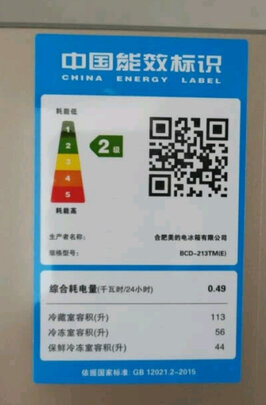 中国能效标识
CHINA ENERGY LABEL
耗能低
1
2
3
4
5
2级
耗能高
生产者名称: 合肥美的电冰箱有限公司
规格型号: BCD-213TM(E)
综合耗电量(千瓦时/24小时) 0.49
冷藏室容积(升) 113
冷冻室容积(升) 56
保鲜冷冻室容积(升) 44
依据国家标准: GB 12021.2-2015